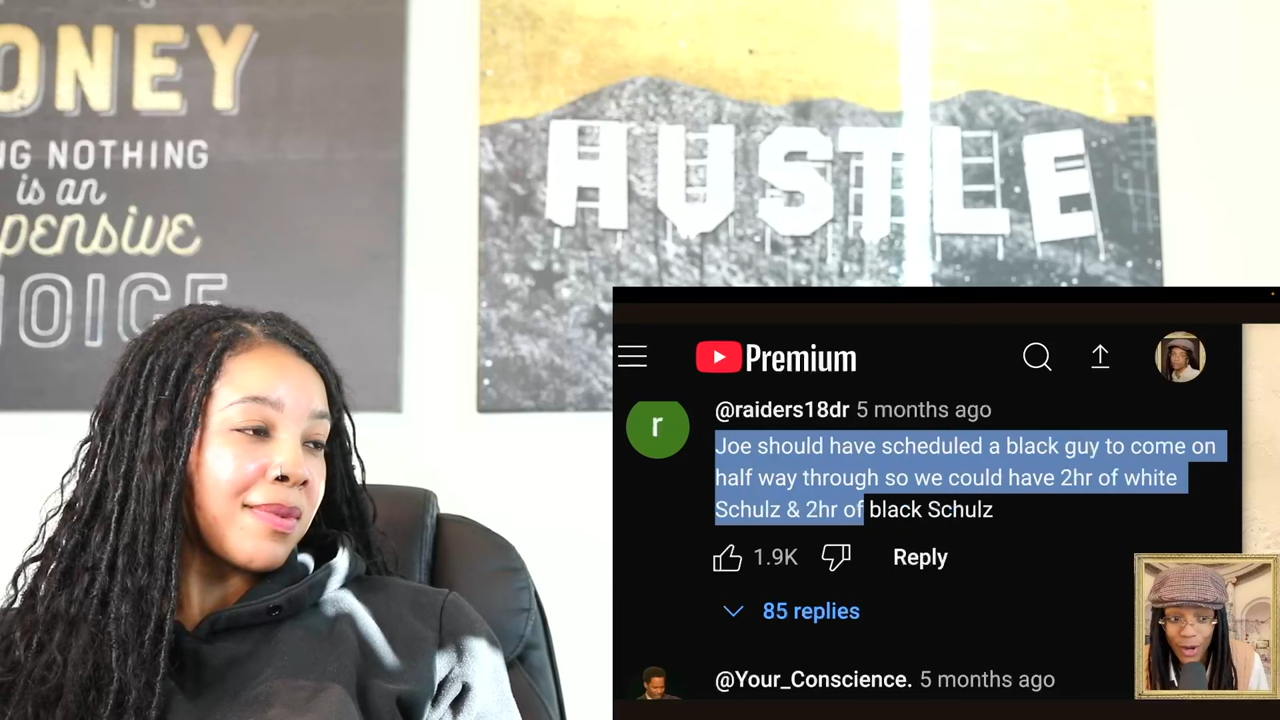 ONEY
NG NOTHING
is an
pensive
HOICE
HUSTLE
Premium
r
@raiders18dr 5 months ago
Joe should have scheduled a black guy to come on
half way through so we could have 2hr of white
Schulz & 2hr of black Schulz
1.9K Reply
85 replies
@Your_Conscience. 5 months ago